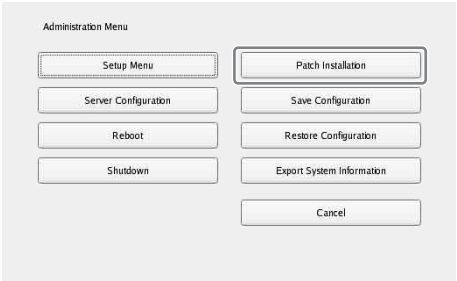 Administration Menu
Setup Menu
Patch Installation
Server Configuration
Save Configuration
Reboot
Restore Configuration
Shutdown
Export System Information
Cancel